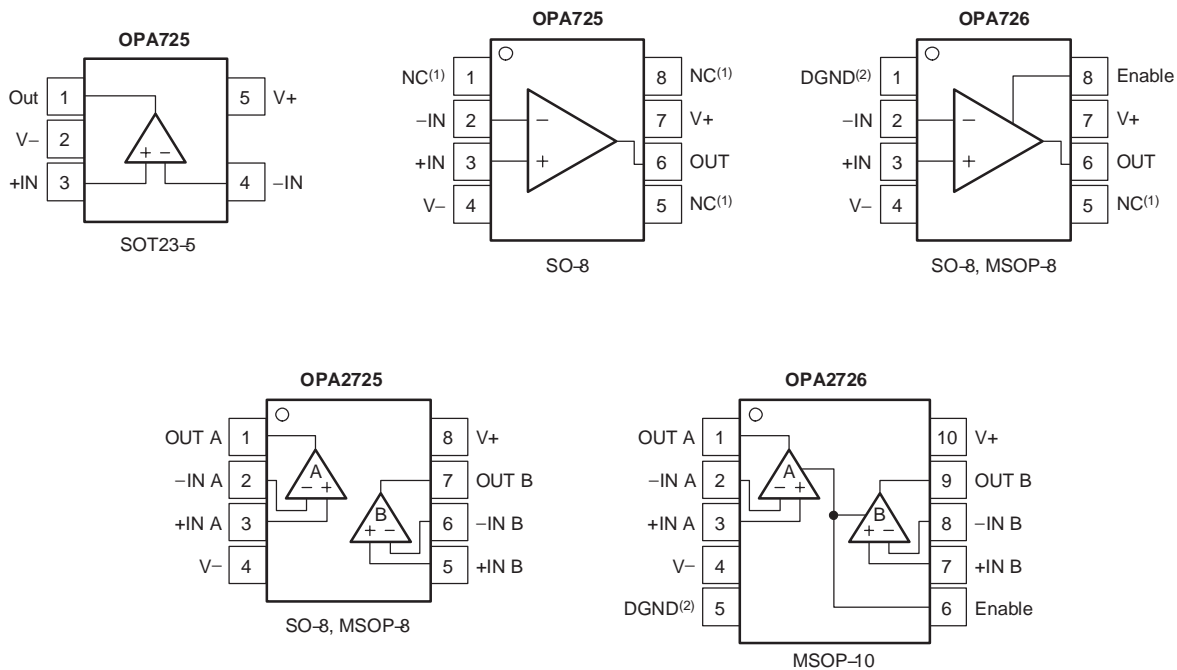 OPA725
Out 1
5 V+
V– 2
+ –
+IN 3
4 –IN
SOT23–5
OPA725
NC(1) 1
8 NC(1)
–IN 2
–
7 V+
+IN 3
+
6 OUT
V– 4
5 NC(1)
SO–8
OPA726
DGND(2) 1
8 Enable
–IN 2
–
7 V+
+IN 3
+
6 OUT
V– 4
5 NC(1)
SO–8, MSOP–8
OPA2725
OUT A 1
8 V+
A
–IN A 2
– +
7 OUT B
+IN A 3
B
+ –
6 –IN B
V– 4
5 +IN B
SO–8, MSOP–8
OPA2726
OUT A 1
10 V+
A
–IN A 2
– +
9 OUT B
+IN A 3
B
+ –
8 –IN B
V– 4
7 +IN B
DGND(2) 5
6 Enable
MSOP–10